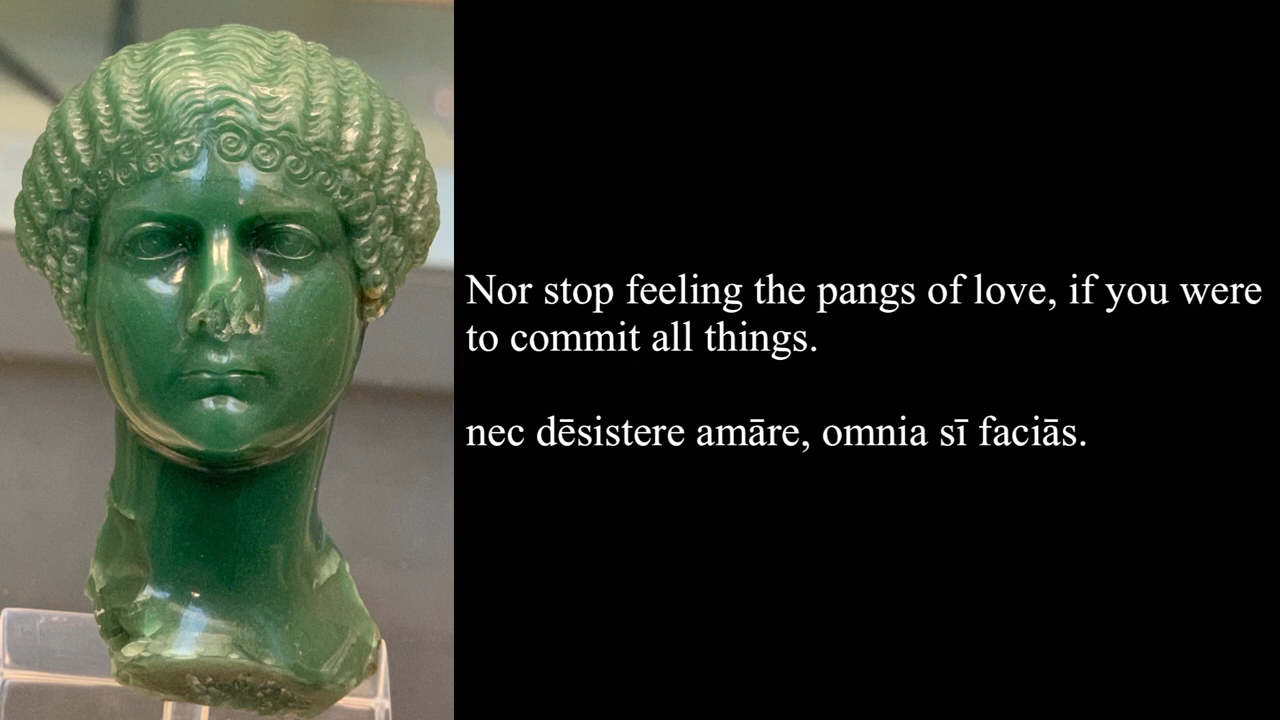 Nor stop feeling the pangs of love, if you were
to commit all things.
nec dēsistere amāre, omnia sī faciās.